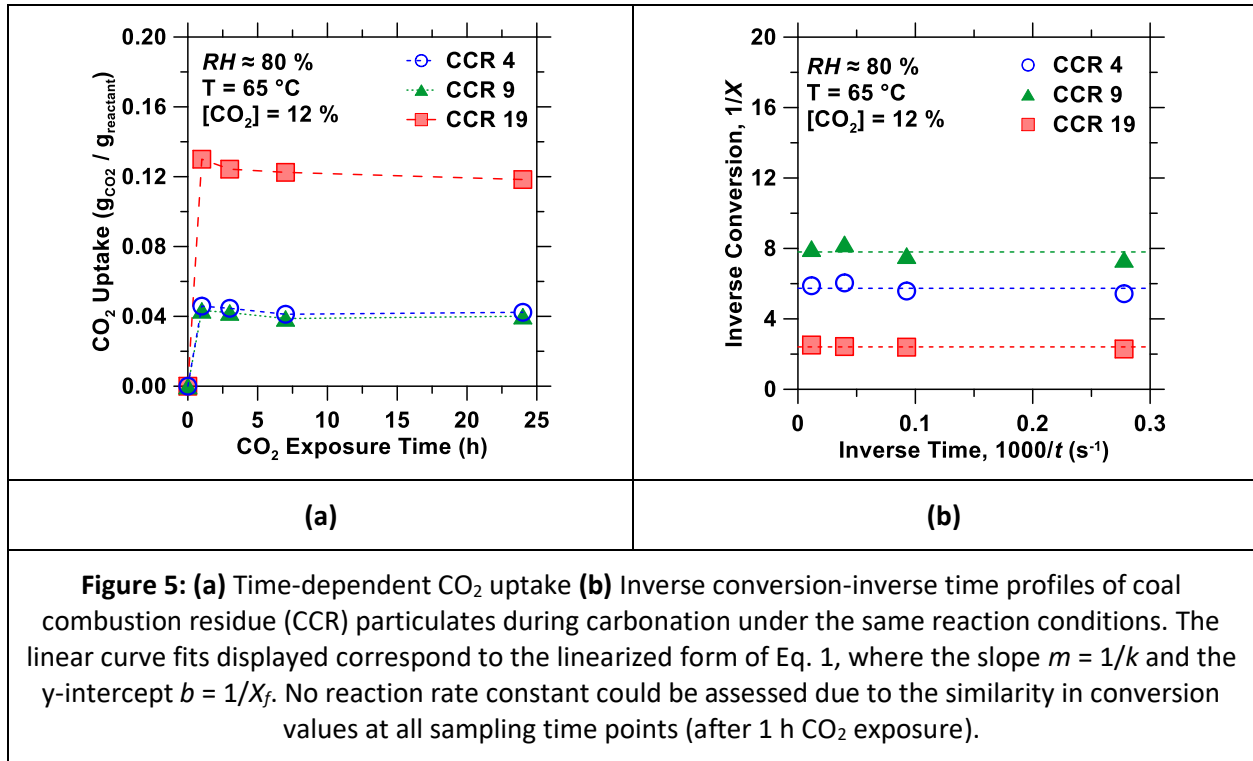 0.20
0.16
0.12
0.08
0.04
0.00
CO₂ Uptake (g_CO2 / g_reactant)
RH ≈ 80 %
T = 65 °C
[CO₂] = 12 %
CCR 4
CCR 9
CCR 19
0 5 10 15 20 25
CO₂ Exposure Time (h)
20
16
12
8
4
0
Inverse Conversion, 1/X
RH ≈ 80 %
T = 65 °C
[CO₂] = 12 %
CCR 4
CCR 9
CCR 19
0 0.1 0.2 0.3
Inverse Time, 1000/t (s⁻¹)
(a)
(b)
Figure 5: (a) Time-dependent CO₂ uptake (b) Inverse conversion-inverse time profiles of coal
combustion residue (CCR) particulates during carbonation under the same reaction conditions. The
linear curve fits displayed correspond to the linearized form of Eq. 1, where the slope m = 1/k and the
y-intercept b = 1/X_f. No reaction rate constant could be assessed due to the similarity in conversion
values at all sampling time points (after 1 h CO₂ exposure).